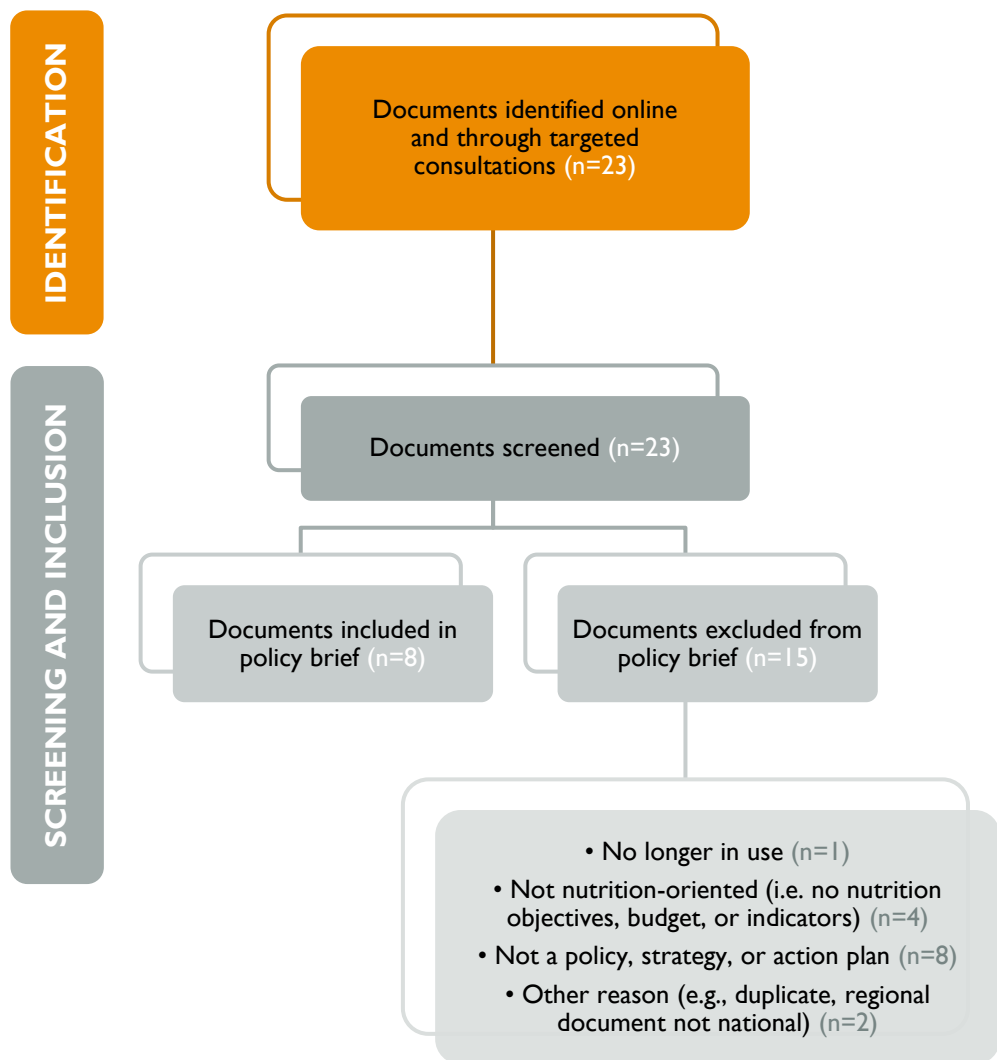 IDENTIFICATION
Documents identified online
and through targeted
consultations (n=23)
SCREENING AND INCLUSION
Documents screened (n=23)
Documents included in
policy brief (n=8)
Documents excluded from
policy brief (n=15)
• No longer in use (n=1)
• Not nutrition-oriented (i.e. no nutrition
objectives, budget, or indicators) (n=4)
• Not a policy, strategy, or action plan (n=8)
• Other reason (e.g., duplicate, regional
document not national) (n=2)